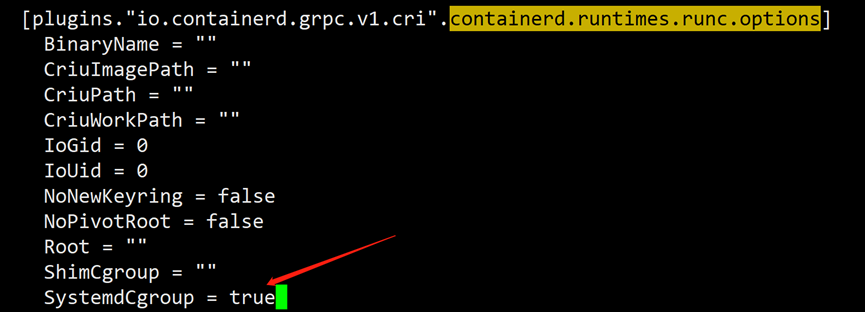 [plugins."io.containerd.grpc.v1.cri".containerd.runtimes.runc.options]
BinaryName = ""
CriuImagePath = ""
CriuPath = ""
CriuWorkPath = ""
IoGid = 0
IoUid = 0
NoNewKeyring = false
NoPivotRoot = false
Root = ""
ShimCgroup = ""
SystemdCgroup = true